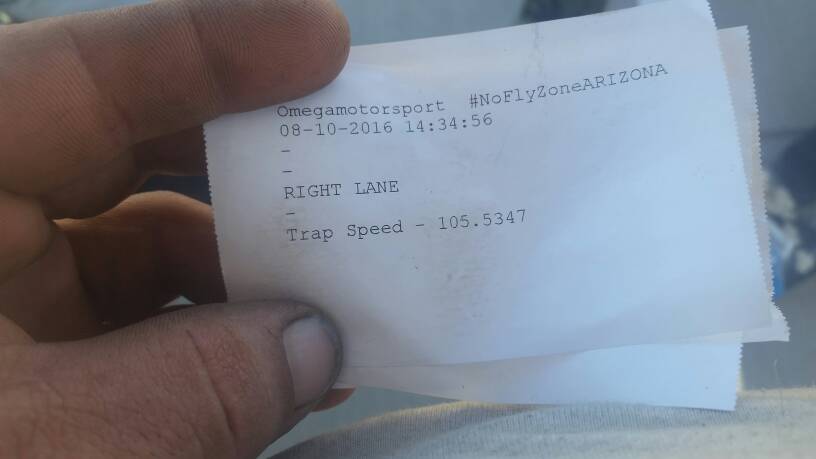 Omegamotorsport #NoFlyZoneARIZONA
08-10-2016 14:34:56
-
-
RIGHT LANE
-
Trap Speed - 105.5347